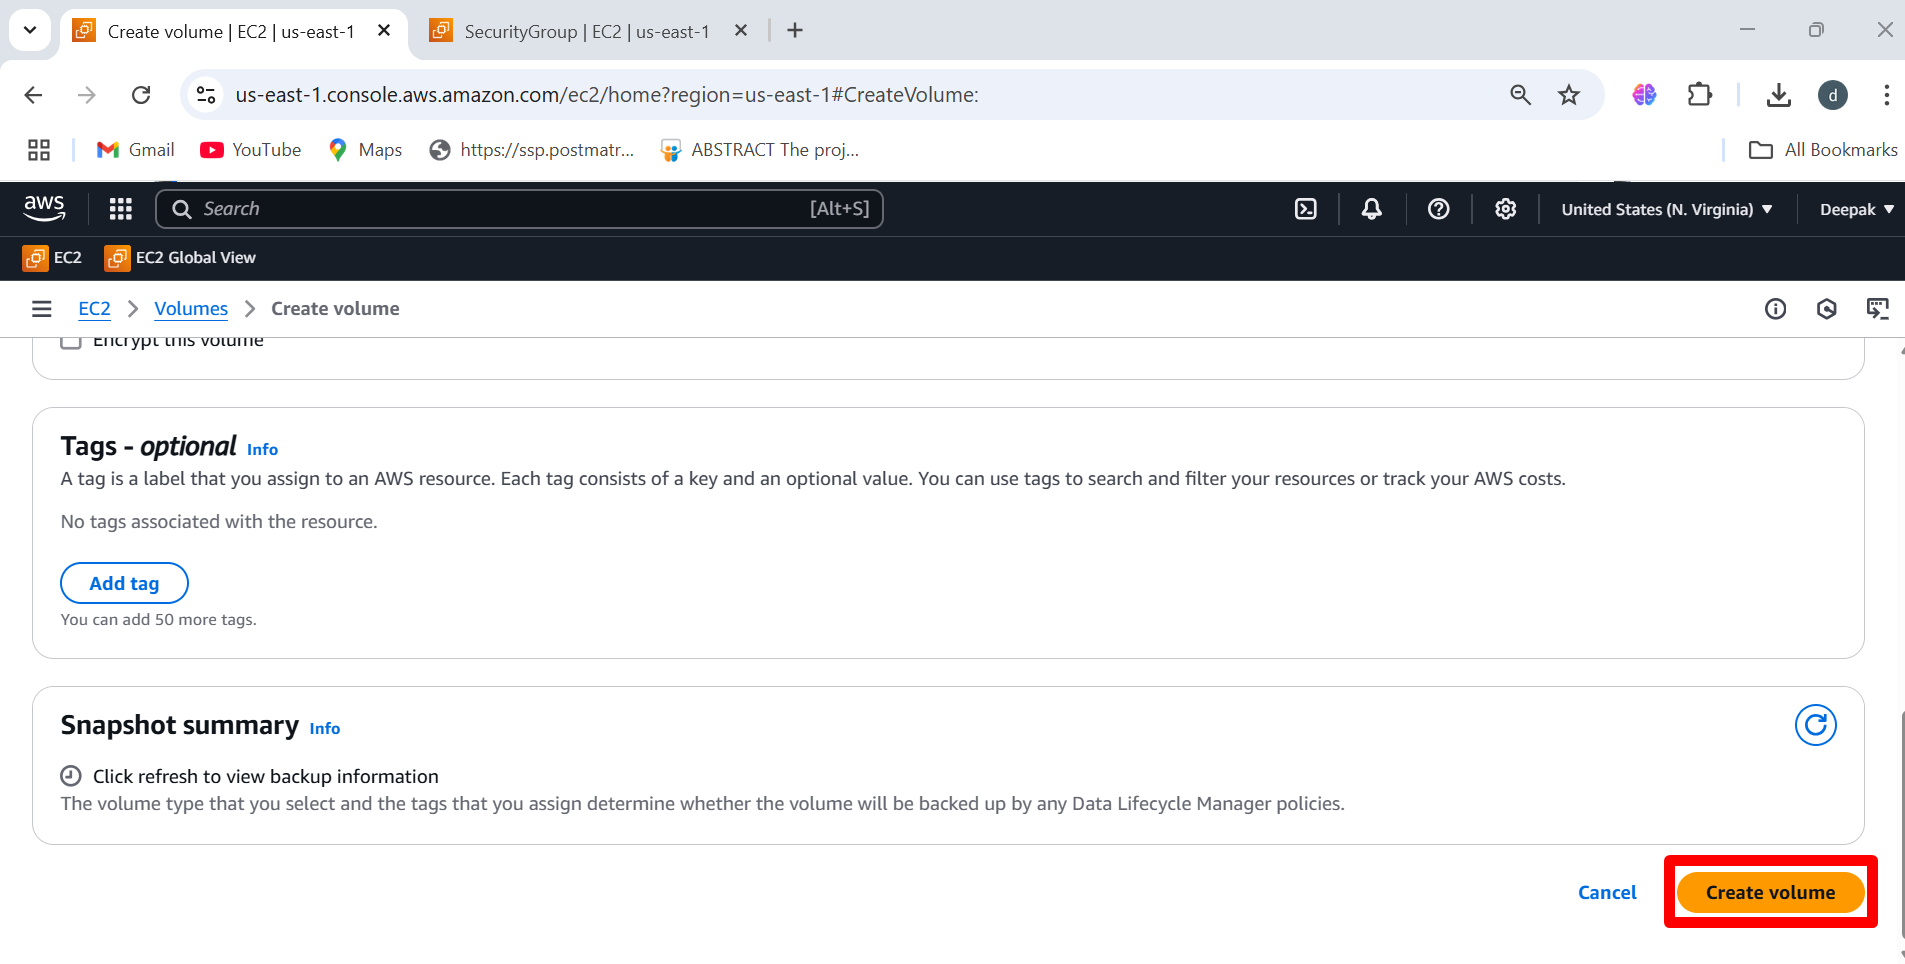 Create volume | EC2 | us-east-1
SecurityGroup | EC2 | us-east-1
us-east-1.console.aws.amazon.com/ec2/home?region=us-east-1#CreateVolume:
d
Gmail
YouTube
Maps
https://ssp.postmatr...
ABSTRACT The proj...
All Bookmarks
aws
Search
[Alt+S]
United States (N. Virginia)
Deepak
EC2
EC2 Global View
EC2
Volumes
Create volume
Encrypt this volume
Tags - optional Info
A tag is a label that you assign to an AWS resource. Each tag consists of a key and an optional value. You can use tags to search and filter your resources or track your AWS costs.
No tags associated with the resource.
Add tag
You can add 50 more tags.
Snapshot summary Info
Click refresh to view backup information
The volume type that you select and the tags that you assign determine whether the volume will be backed up by any Data Lifecycle Manager policies.
Cancel
Create volume